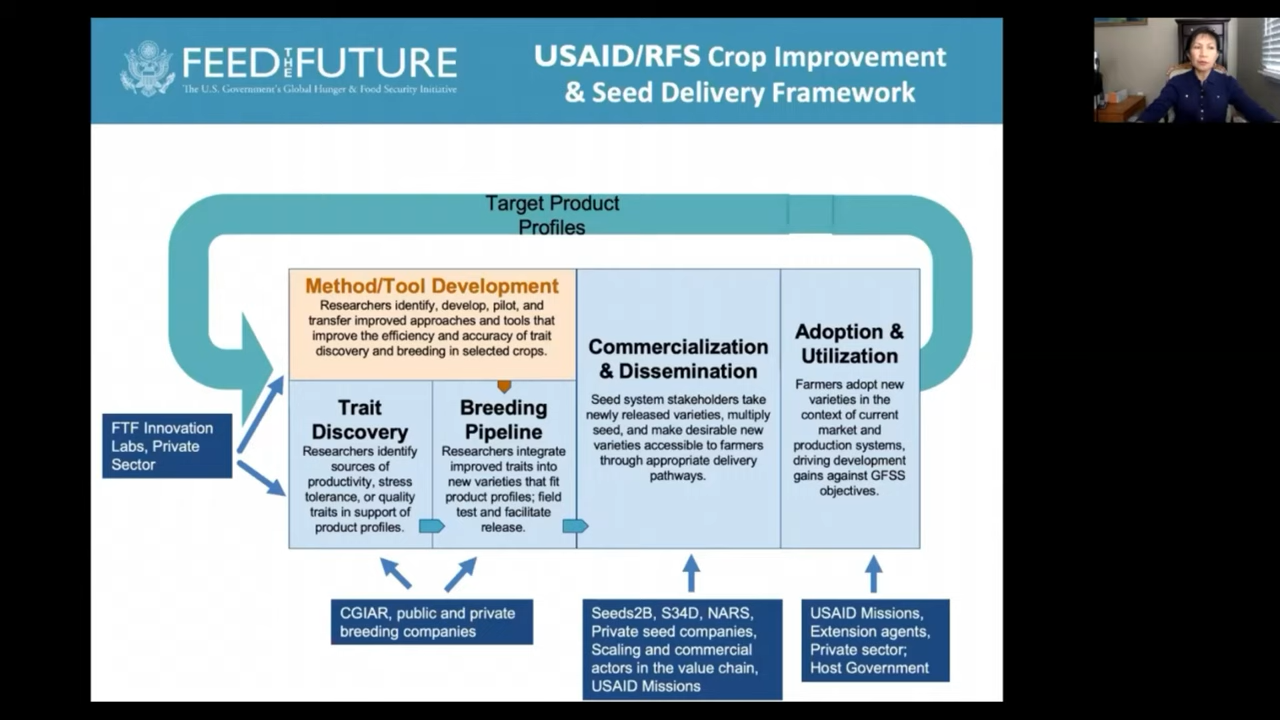 FEED THE FUTURE
The U.S. Government's Global Hunger & Food Security Initiative
USAID/RFS Crop Improvement
& Seed Delivery Framework
Target Product
Profiles
Method/Tool Development
Researchers identify, develop, pilot, and
transfer improved approaches and tools that
improve the efficiency and accuracy of trait
discovery and breeding in selected crops.
Trait
Discovery
Researchers identify
sources of
productivity, stress
tolerance, or quality
traits in support of
product profiles.
Breeding
Pipeline
Researchers integrate
improved traits into
new varieties that fit
product profiles; field
test and facilitate
release.
Commercialization
& Dissemination
Seed system stakeholders take
newly released varieties, multiply
seed, and make desirable new
varieties accessible to farmers
through appropriate delivery
pathways.
Adoption &
Utilization
Farmers adopt new
varieties in the
context of current
market and
production systems,
driving development
gains against GFSS
objectives.
FTF Innovation
Labs, Private
Sector
CGIAR, public and private
breeding companies
Seeds2B, S34D, NARS,
Private seed companies,
Scaling and commercial
actors in the value chain,
USAID Missions
USAID Missions,
Extension agents,
Private sector;
Host Government